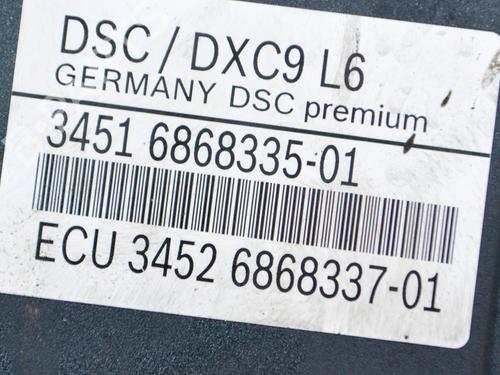 DSC / DXC9 L6
GERMANY DSC premium
3451 6868335-01
ECU 3452 6868337-01